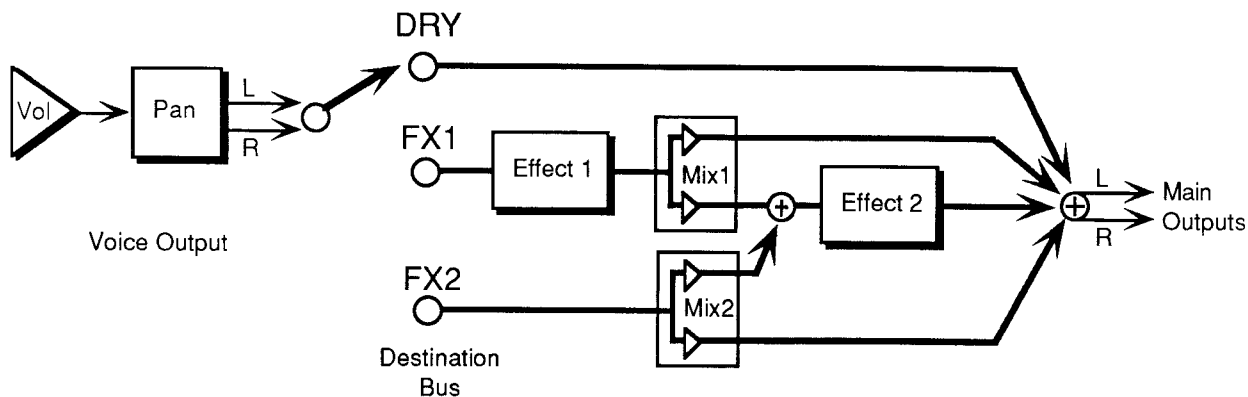 DRY
Vol
Pan
L
R
FX1
Effect 1
Mix1
Effect 2
L
R
Main
Outputs
Voice Output
FX2
Mix2
Destination
Bus